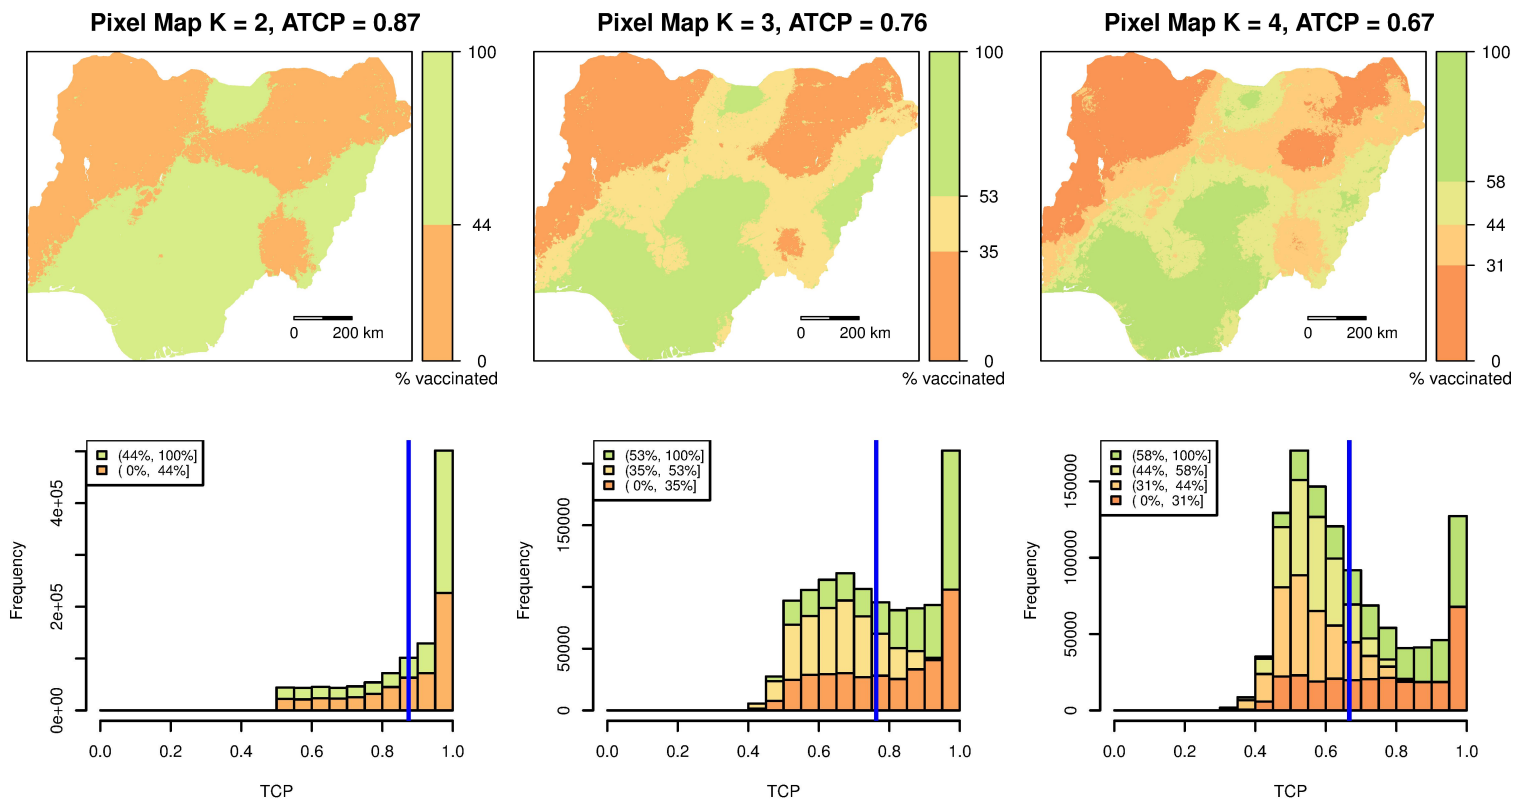 Pixel Map K = 2, ATCP = 0.87
100
44
0
0 200 km
% vaccinated
Pixel Map K = 3, ATCP = 0.76
100
53
35
0
0 200 km
% vaccinated
Pixel Map K = 4, ATCP = 0.67
100
58
44
31
0
0 200 km
% vaccinated
(44%, 100%]
( 0%, 44%]
Frequency
4e+05
2e+05
0e+00
0.0 0.2 0.4 0.6 0.8 1.0
TCP
(53%, 100%]
(35%, 53%]
( 0%, 35%]
Frequency
150000
50000
0
0.0 0.2 0.4 0.6 0.8 1.0
TCP
(58%, 100%]
(44%, 58%]
(31%, 44%]
( 0%, 31%]
Frequency
150000
100000
50000
0
0.0 0.2 0.4 0.6 0.8 1.0
TCP